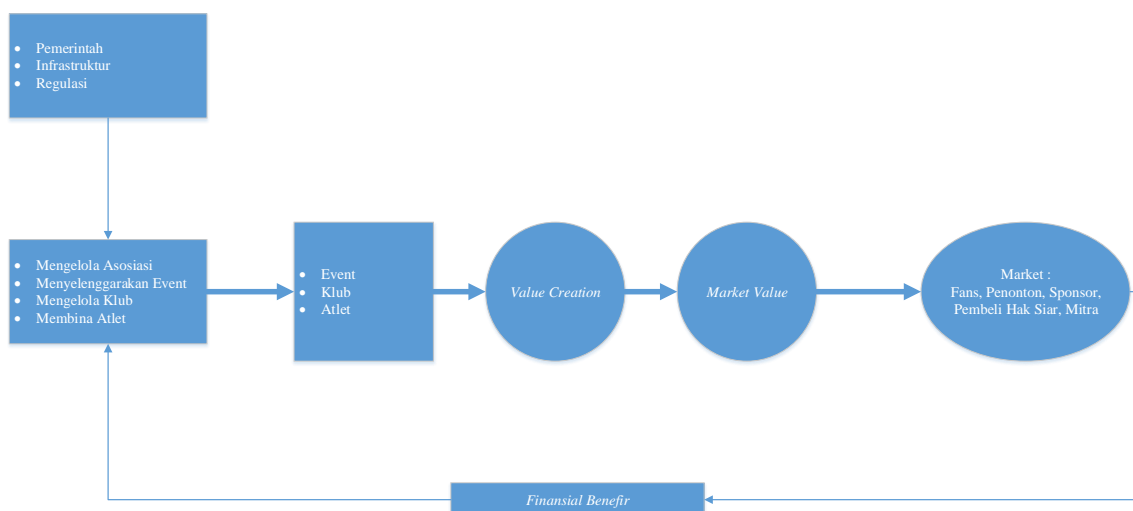 • Pemerintah
• Infrastruktur
• Regulasi
• Mengelola Asosiasi
• Menyelenggarakan Event
• Mengelola Klub
• Membina Atlet
• Event
• Klub
• Atlet
Value Creation
Market Value
Market :
Fans, Penonton, Sponsor,
Pembeli Hak Siar, Mitra
Finansial Benefir